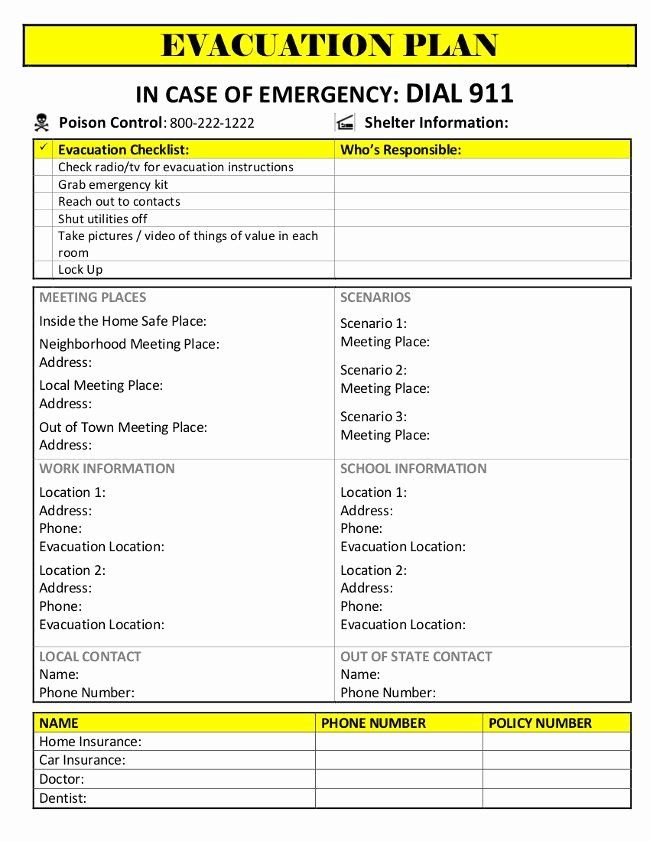 EVACUATION PLAN
IN CASE OF EMERGENCY: DIAL 911
Poison Control: 800-222-1222
Shelter Information:
✓ Evacuation Checklist: Who's Responsible:
Check radio/tv for evacuation instructions
Grab emergency kit
Reach out to contacts
Shut utilities off
Take pictures / video of things of value in each
room
Lock Up
MEETING PLACES
Inside the Home Safe Place:
Neighborhood Meeting Place:
Address:
Local Meeting Place:
Address:
Out of Town Meeting Place:
Address:
SCENARIOS
Scenario 1:
Meeting Place:
Scenario 2:
Meeting Place:
Scenario 3:
Meeting Place:
WORK INFORMATION
Location 1:
Address:
Phone:
Evacuation Location:
Location 2:
Address:
Phone:
Evacuation Location:
SCHOOL INFORMATION
Location 1:
Address:
Phone:
Evacuation Location:
Location 2:
Address:
Phone:
Evacuation Location:
LOCAL CONTACT
Name:
Phone Number:
OUT OF STATE CONTACT
Name:
Phone Number:
NAME PHONE NUMBER POLICY NUMBER
Home Insurance:
Car Insurance:
Doctor:
Dentist: